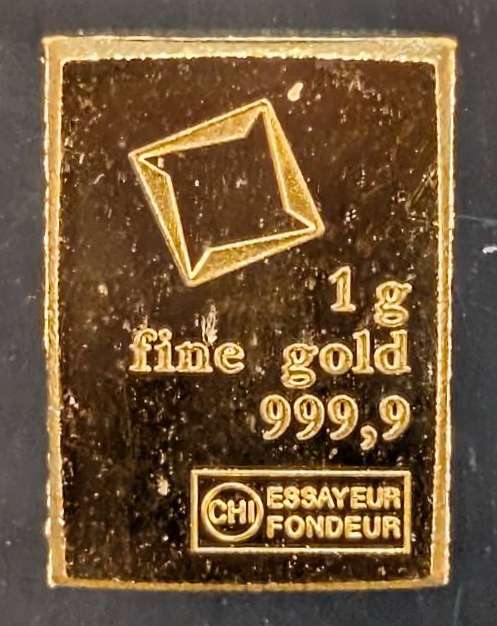 1 g
fine gold
999,9
CHI ESSAYEUR
FONDEUR